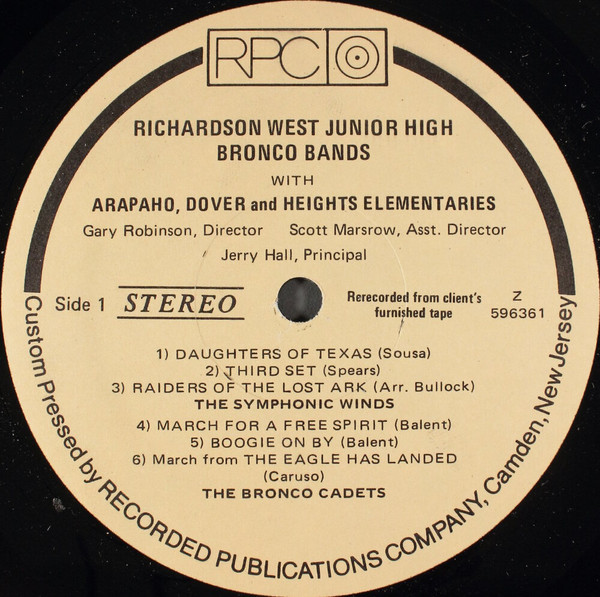 RPC
RICHARDSON WEST JUNIOR HIGH
BRONCO BANDS
WITH
ARAPAHO, DOVER and HEIGHTS ELEMENTARIES
Gary Robinson, Director Scott Marsrow, Asst. Director
Jerry Hall, Principal
Side 1 STEREO
Rerecorded from client's
furnished tape
Z
596361
1) DAUGHTERS OF TEXAS (Sousa)
2) THIRD SET (Spears)
3) RAIDERS OF THE LOST ARK (Arr. Bullock)
THE SYMPHONIC WINDS
4) MARCH FOR A FREE SPIRIT (Balent)
5) BOOGIE ON BY (Balent)
6) March from THE EAGLE HAS LANDED
(Caruso)
THE BRONCO CADETS
Custom Pressed by RECORDED PUBLICATIONS COMPANY, Camden, New Jersey